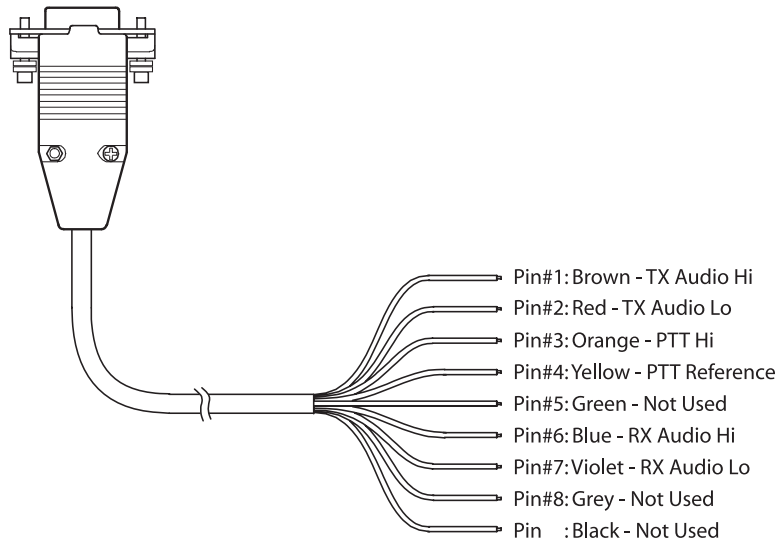 Pin#1: Brown - TX Audio Hi
Pin#2: Red - TX Audio Lo
Pin#3: Orange - PTT Hi
Pin#4: Yellow - PTT Reference
Pin#5: Green - Not Used
Pin#6: Blue - RX Audio Hi
Pin#7: Violet - RX Audio Lo
Pin#8: Grey - Not Used
Pin : Black - Not Used